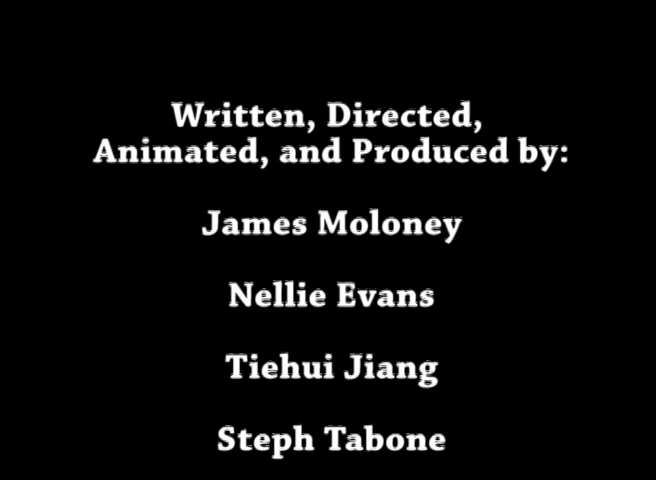 Written, Directed,
Animated, and Produced by:
James Moloney
Nellie Evans
Tiehui Jiang
Steph Tabone